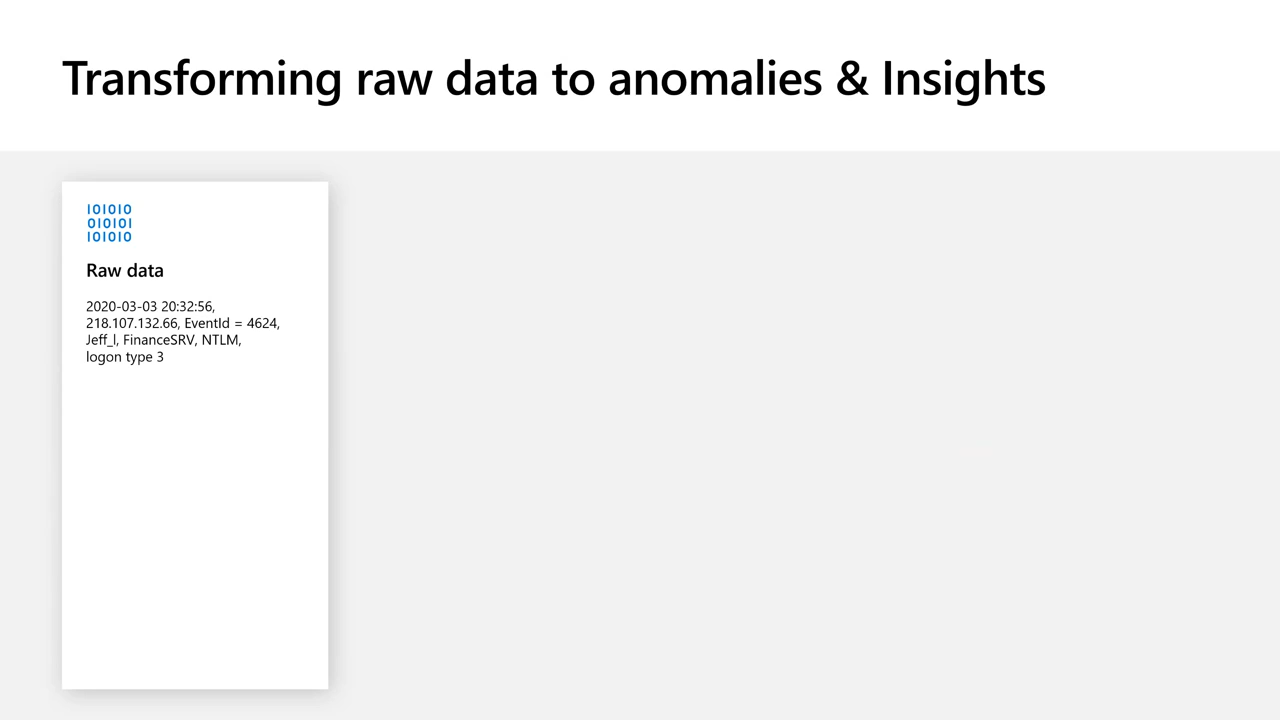 Transforming raw data to anomalies & Insights
101010
010101
101010
Raw data
2020-03-03 20:32:56,
218.107.132.66, EventId = 4624,
Jeff_l, FinanceSRV, NTLM,
logon type 3